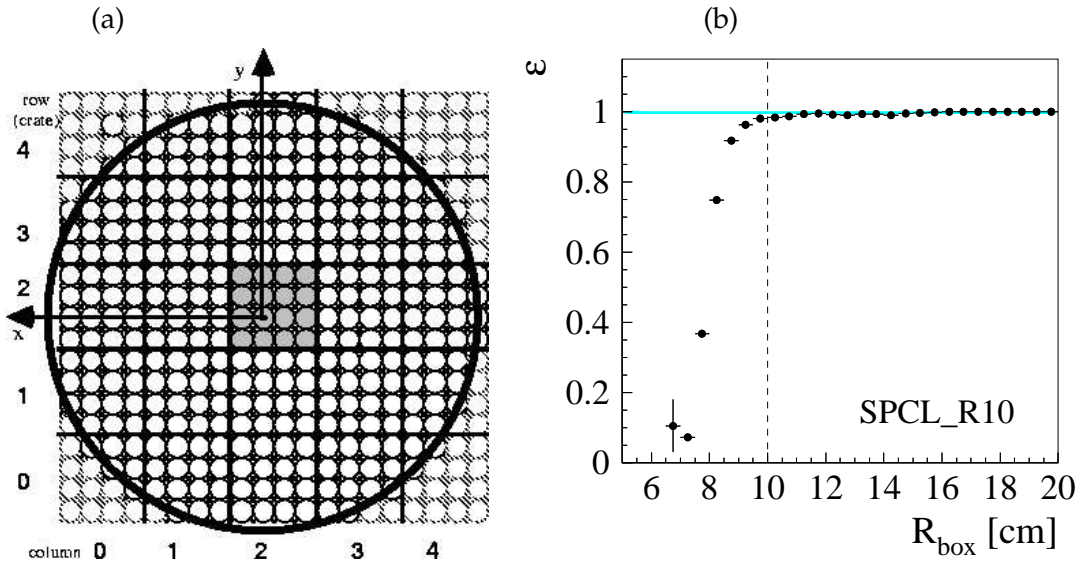 (a)
y
row
(crate)
4
3
2
x
1
0
column 0 1 2 3 4
(b)
ε
1
0.8
0.6
0.4
0.2
0
SPCL_R10
6 8 10 12 14 16 18 20
R_box [cm]